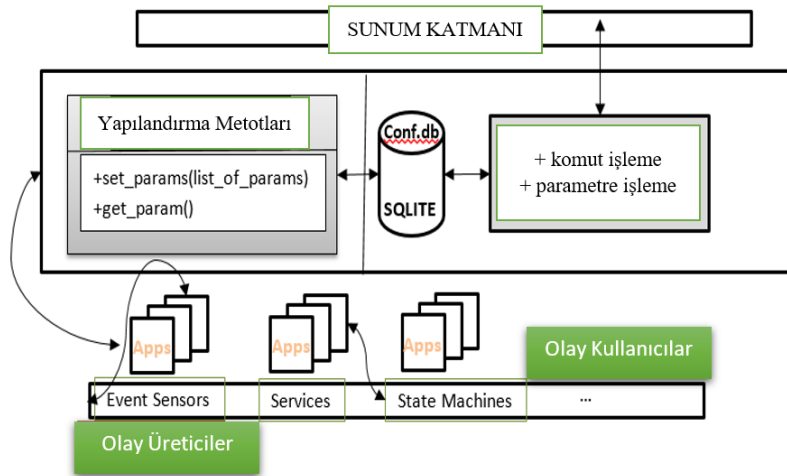 SUNUM KATMANI
Yapılandırma Metotları
+set_params(list_of_params)
+get_param()
Conf.db
SQLITE
+ komut işleme
+ parametre işleme
Apps
Apps
Apps
Olay Kullanıcılar
Event Sensors
Services
State Machines
...
Olay Üreticiler